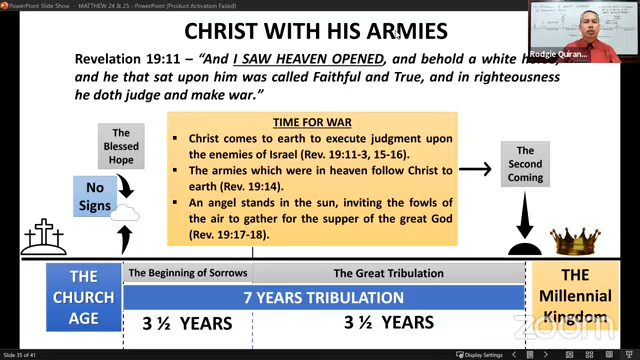 PowerPoint Slide Show - MATTHEW 24 & 25 - PowerPoint (Product Activation Failed)
CHRIST WITH HIS ARMIES
Rodgie Quiran...
Revelation 19:11 – “And I SAW HEAVEN OPENED, and behold a white
and he that sat upon him was called Faithful and True, and in righteousness
he doth judge and make war.”
The
Blessed
Hope
No
Signs
TIME FOR WAR
▪ Christ comes to earth to execute judgment upon
the enemies of Israel (Rev. 19:11-3, 15-16).
▪ The armies which were in heaven follow Christ to
earth (Rev. 19:14).
▪ An angel stands in the sun, inviting the fowls of
the air to gather for the supper of the great God
(Rev. 19:17-18).
The
Second
Coming
THE
CHURCH
AGE
The Beginning of Sorrows
The Great Tribulation
7 YEARS TRIBULATION
3 ½ YEARS
3 ½ YEARS
THE
Millennial
Kingdom
zoom
Slide 35 of 41
Display Settings